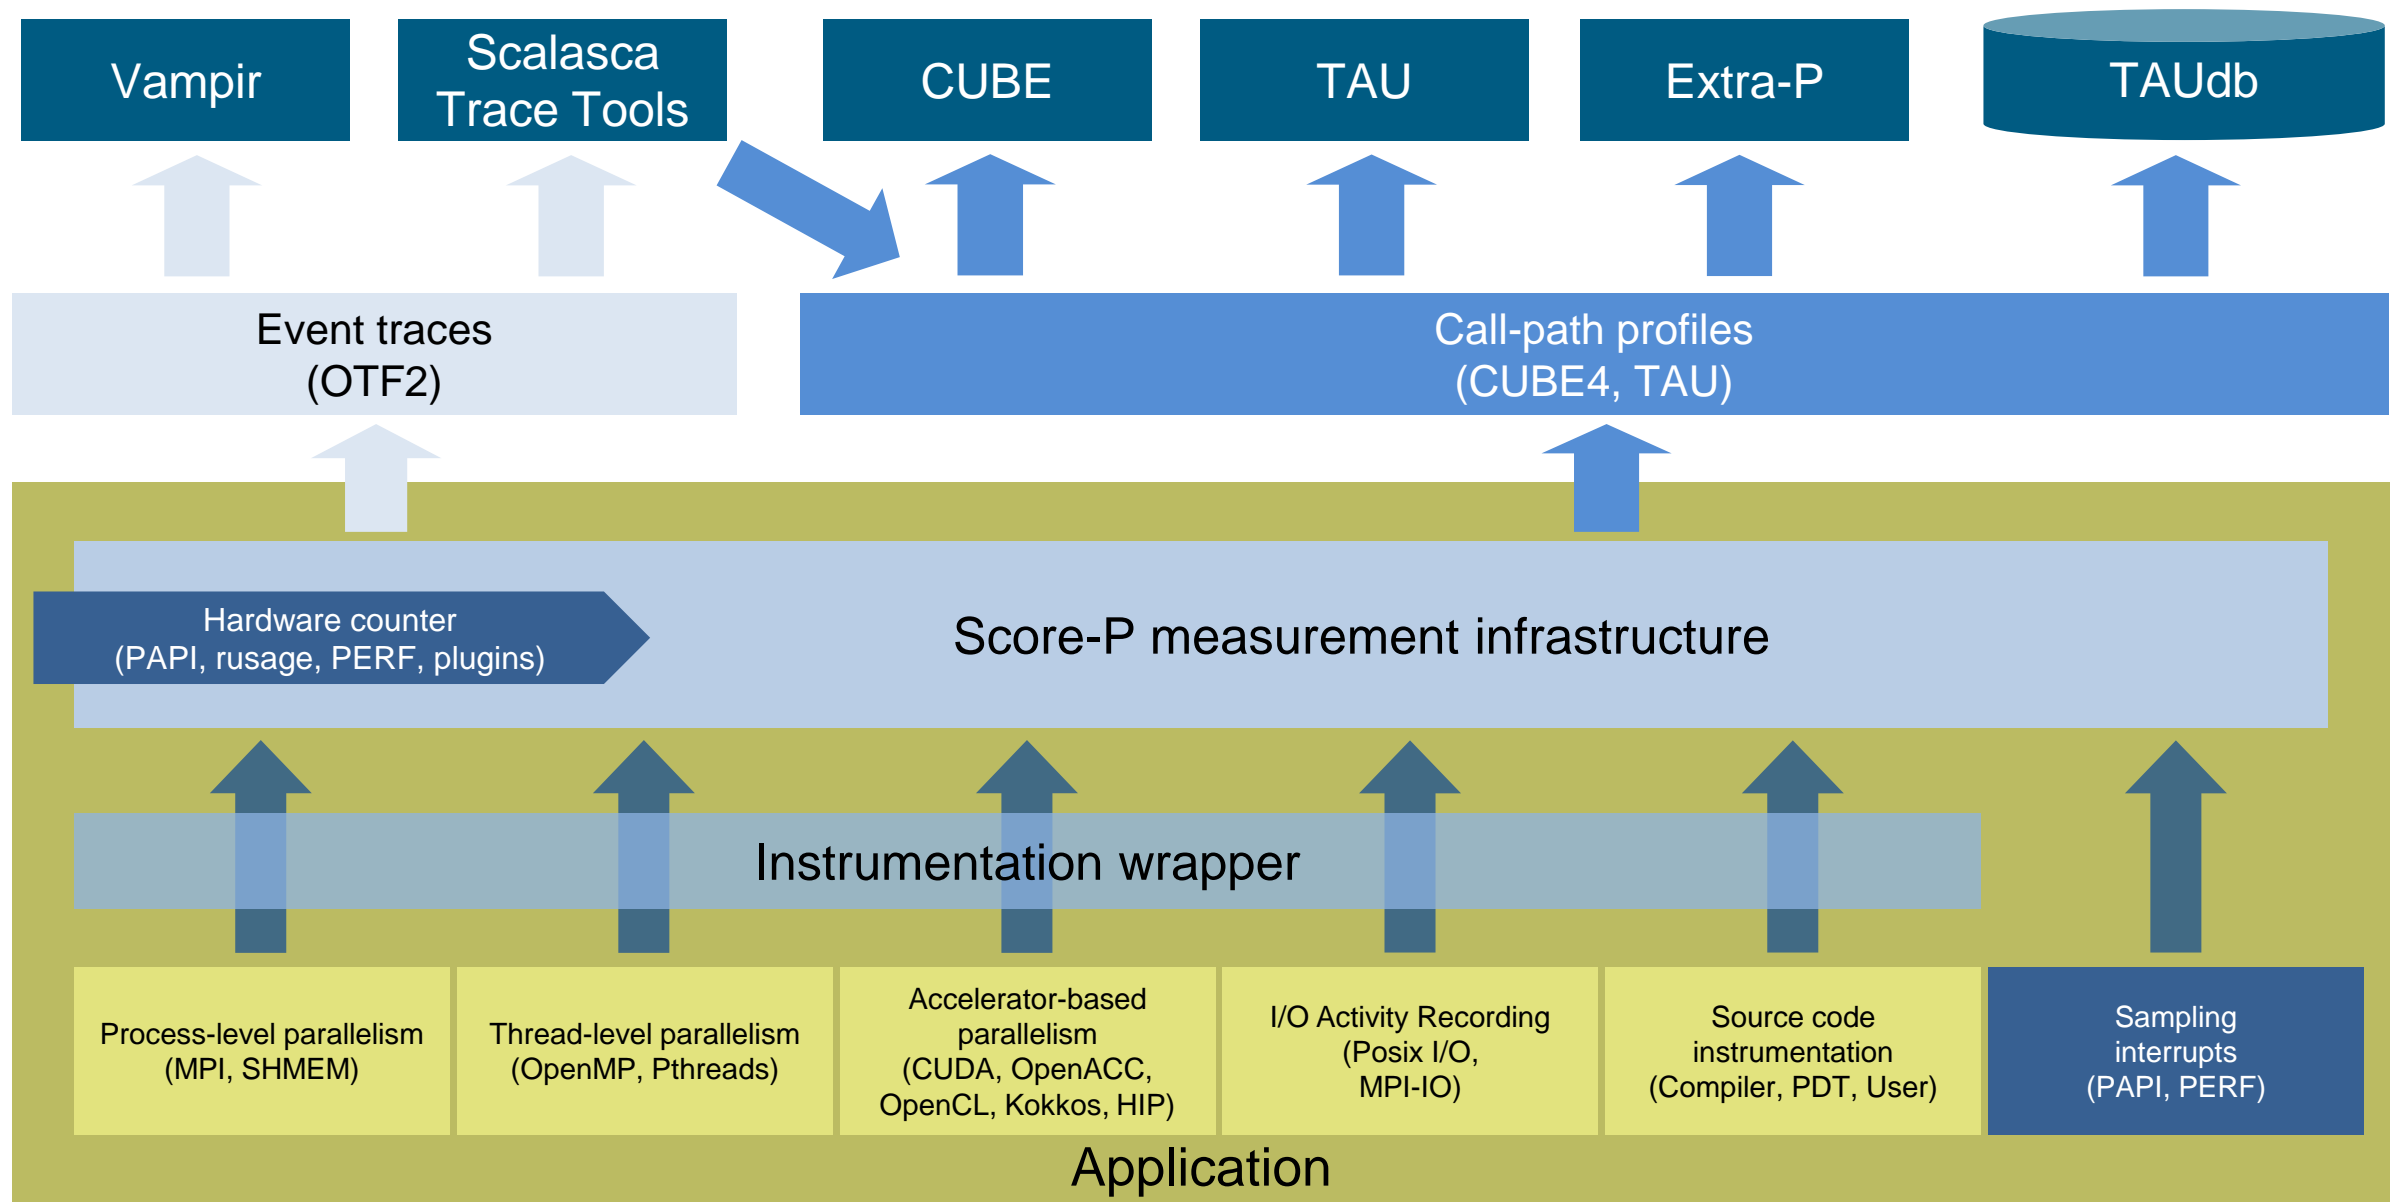 Vampir
Scalasca
Trace Tools
CUBE
TAU
Extra-P
TAUdb
Event traces
(OTF2)
Call-path profiles
(CUBE4, TAU)
Hardware counter
(PAPI, rusage, PERF, plugins)
Score-P measurement infrastructure
Instrumentation wrapper
Process-level parallelism
(MPI, SHMEM)
Thread-level parallelism
(OpenMP, Pthreads)
Accelerator-based
parallelism
(CUDA, OpenACC,
OpenCL, Kokkos, HIP)
I/O Activity Recording
(Posix I/O,
MPI-IO)
Source code
instrumentation
(Compiler, PDT, User)
Sampling
interrupts
(PAPI, PERF)
Application